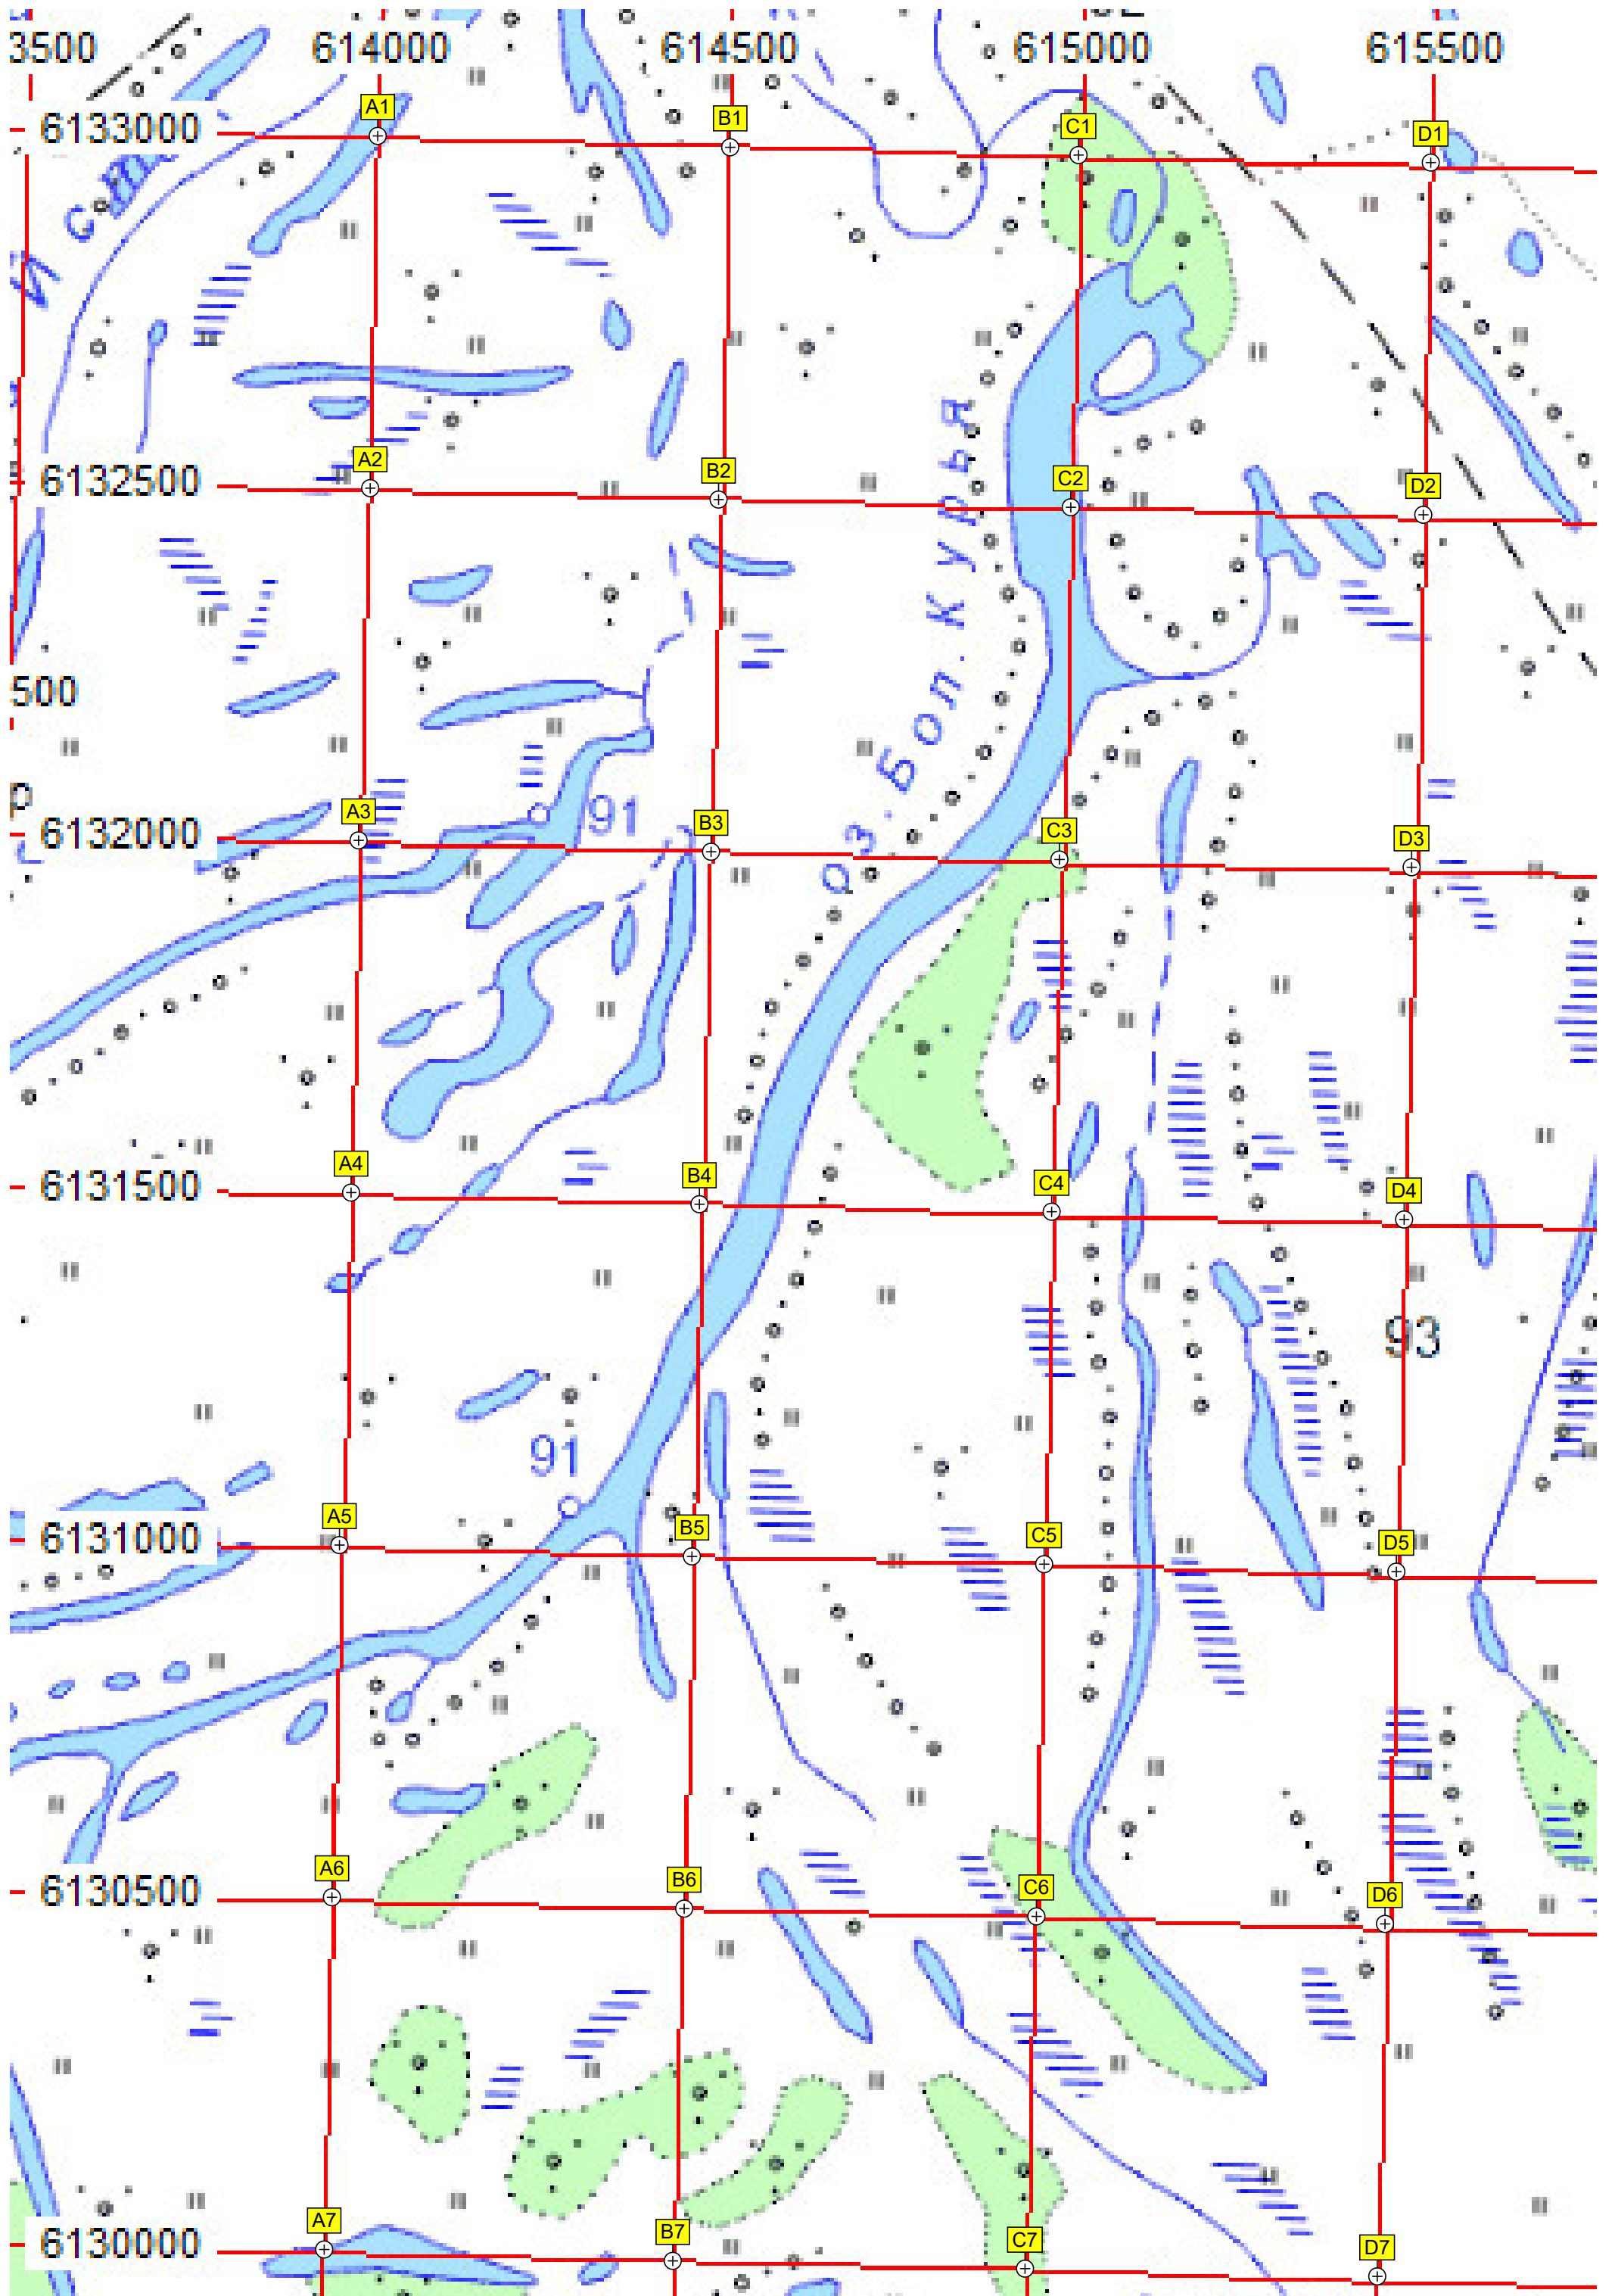 3500 614000 614500 615000 615500
6133000 A1 B1 C1 D1
6132500 A2 B2 C2 D2
500
6132000 A3 B3 C3 D3
91
оз. Бол. Курья
6131500 A4 B4 C4 D4
93
91
6131000 A5 B5 C5 D5
6130500 A6 B6 C6 D6
6130000 A7 B7 C7 D7